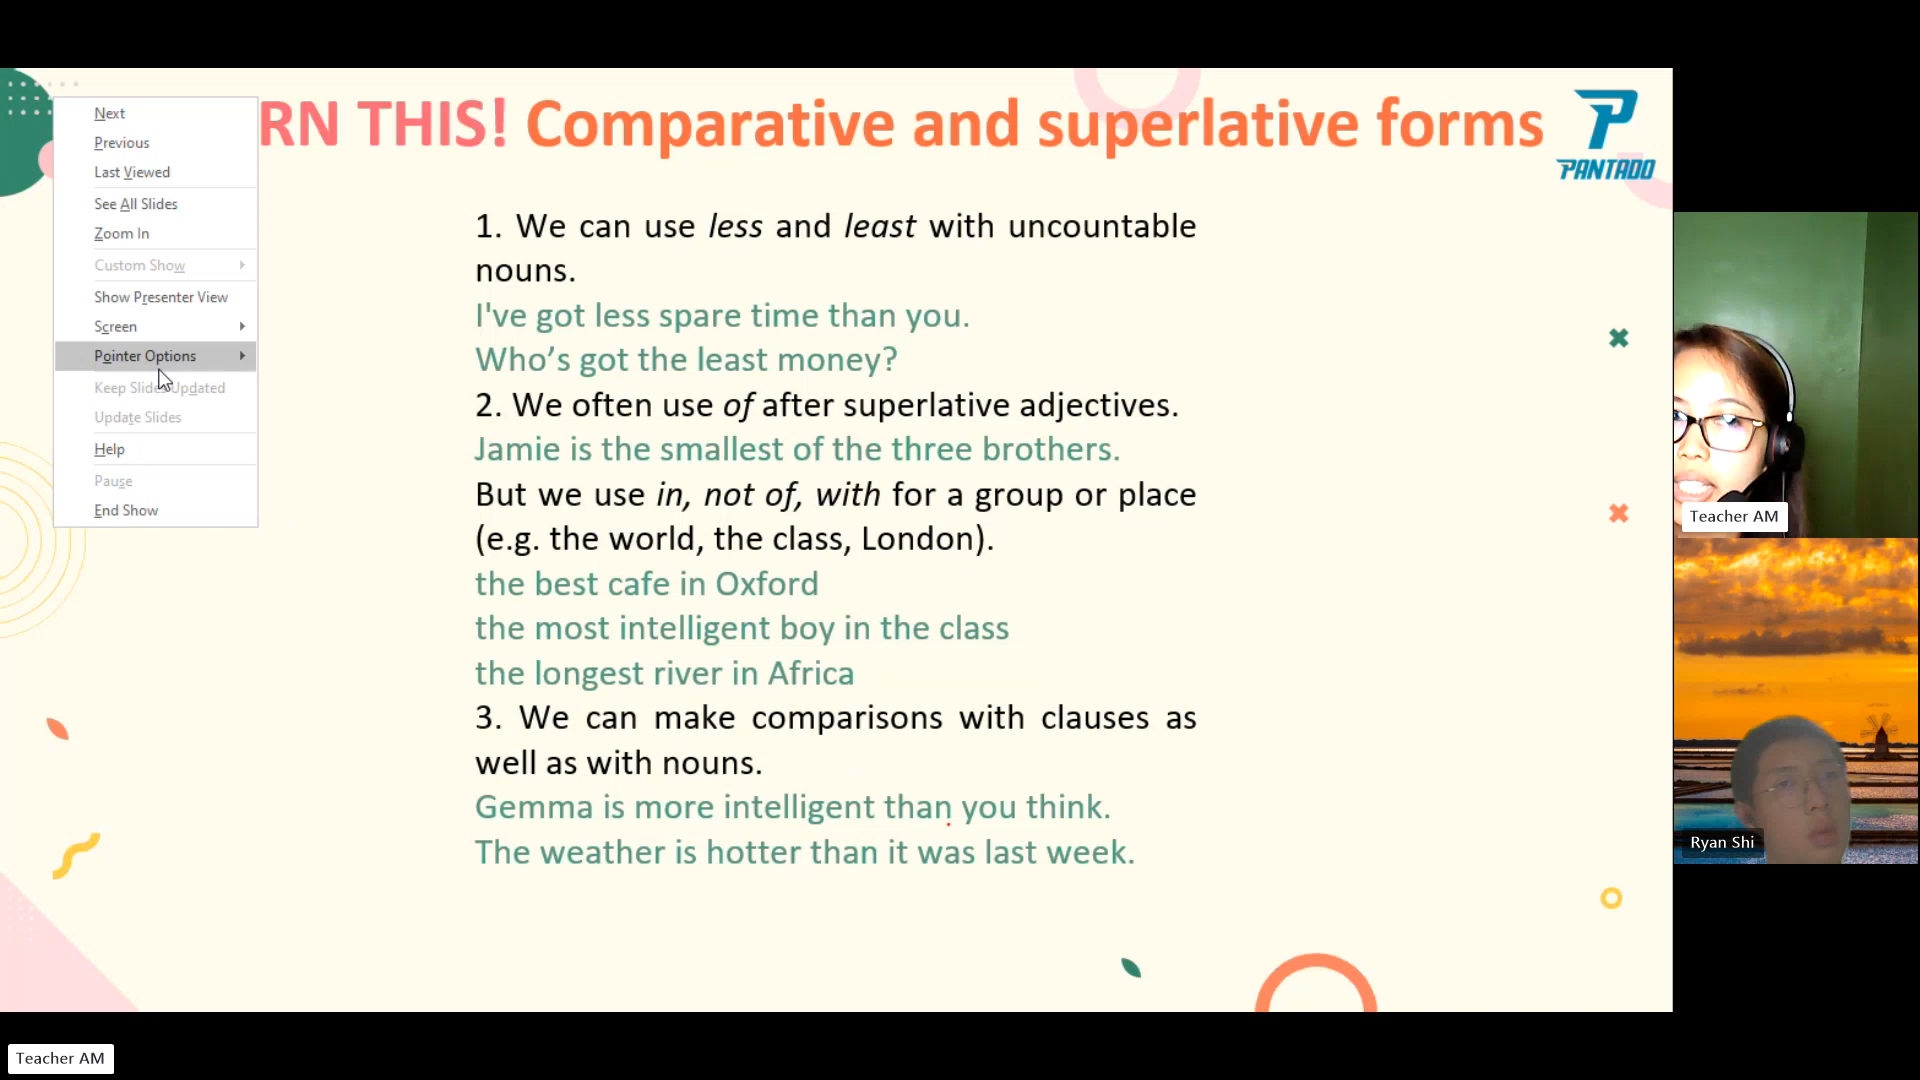 RN THIS! Comparative and superlative forms
PANTADO
Next
Previous
Last Viewed
See All Slides
Zoom In
Custom Show
Show Presenter View
Screen
Pointer Options
Keep Slides Updated
Update Slides
Help
Pause
End Show
1. We can use less and least with uncountable
nouns.
I've got less spare time than you.
Who’s got the least money?
2. We often use of after superlative adjectives.
Jamie is the smallest of the three brothers.
But we use in, not of, with for a group or place
(e.g. the world, the class, London).
the best cafe in Oxford
the most intelligent boy in the class
the longest river in Africa
3. We can make comparisons with clauses as
well as with nouns.
Gemma is more intelligent than you think.
The weather is hotter than it was last week.
Teacher AM
Ryan Shi
Teacher AM